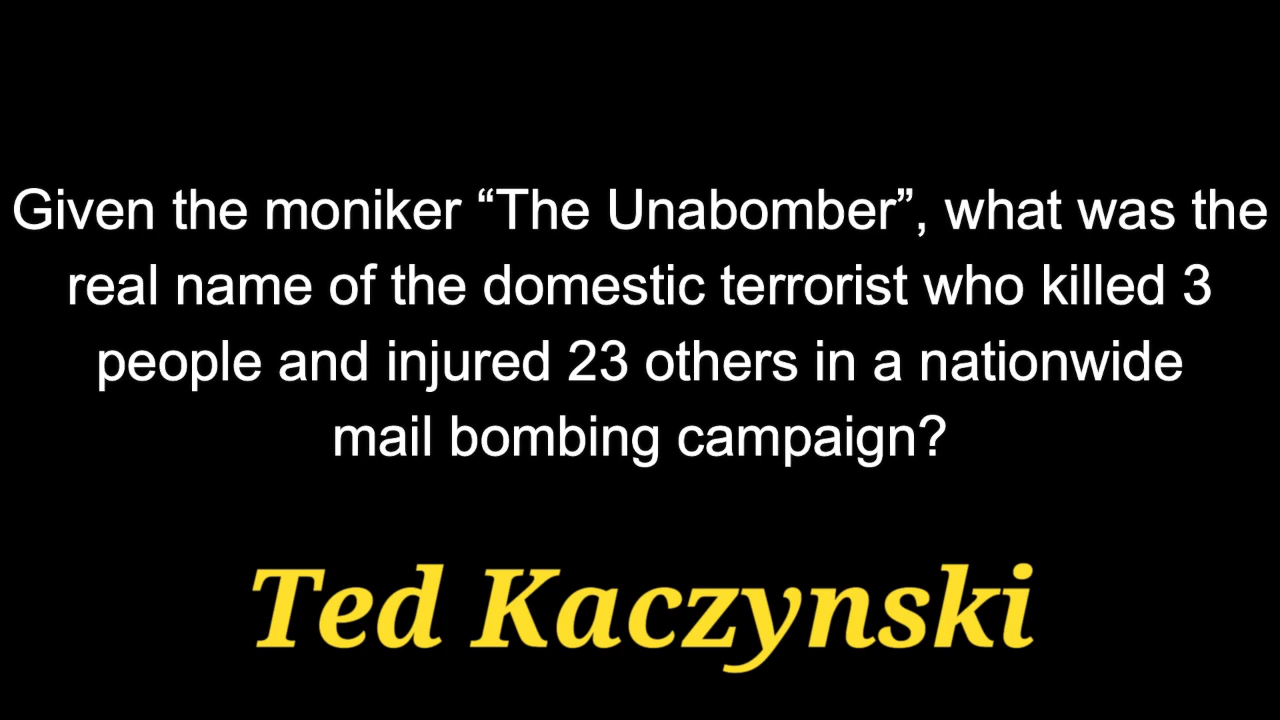 Given the moniker “The Unabomber”, what was the
real name of the domestic terrorist who killed 3
people and injured 23 others in a nationwide
mail bombing campaign?
Ted Kaczynski